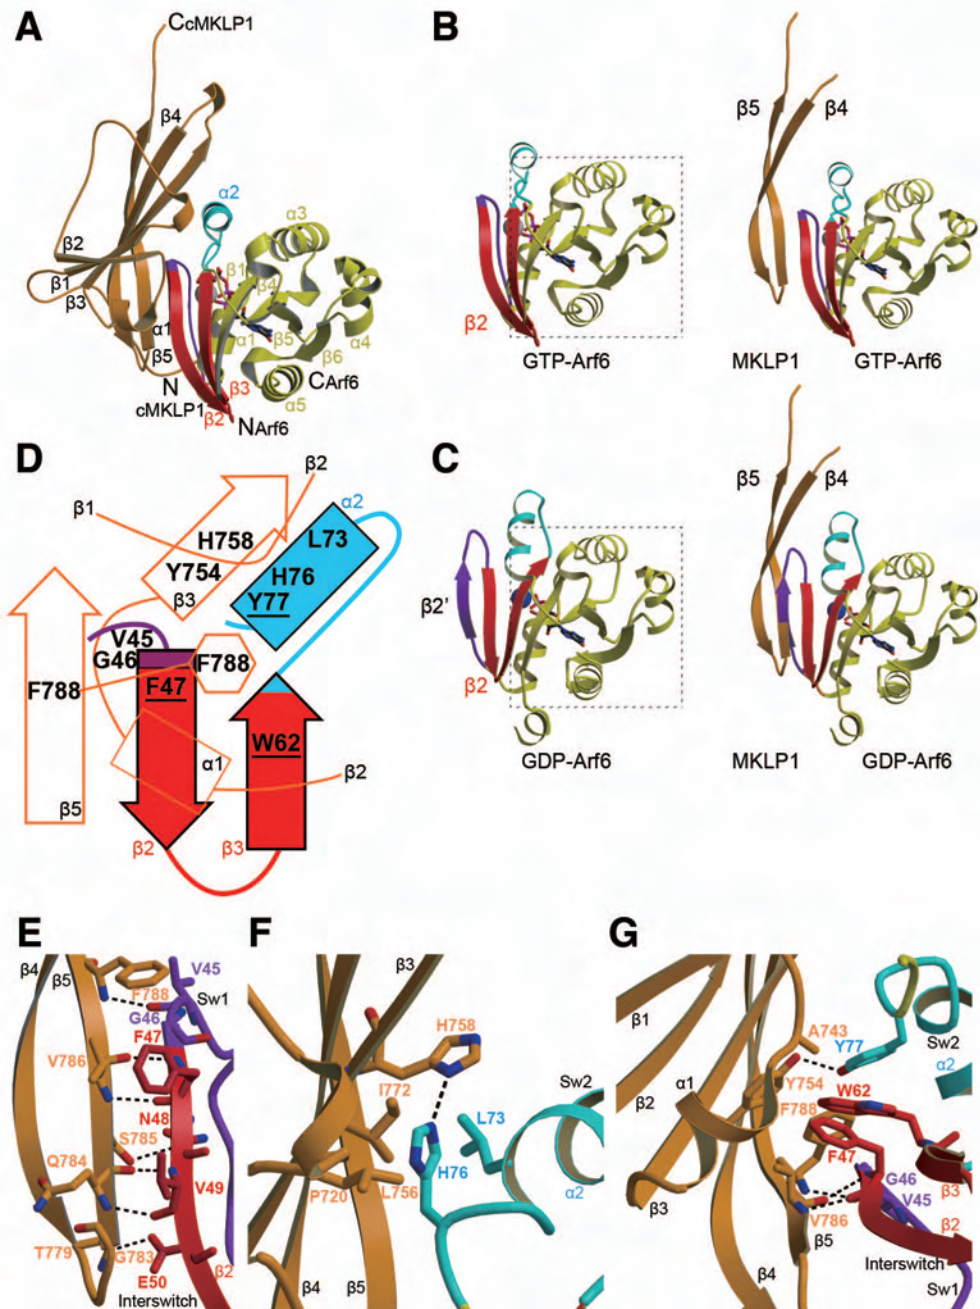 A
CcMKLP1
β4
α2
α3
β2
β1
β4
β1
β3
α1
α1
β5
α4
β5
β6
N
cMKLP1
β3
CArf6
β2
α5
NArf6
B
β5
β4
β2
GTP-Arf6
MKLP1
GTP-Arf6
C
β5
β4
β2'
β2
GDP-Arf6
MKLP1
GDP-Arf6
D
β2
β1
α2
H758
L73
Y754
H76
β3
Y77
V45
G46
F788
F788
F47
W62
α1
β2
β5
β2
β3
E
β4
β5
V45
F788
Sw1
G46
F47
V786
N48
S785
Q784
V49
T779
G783
β2
E50
Interswitch
F
β3
H758
I772
Sw2
L73
H76
P720
L756
α2
β4
β5
G
β1
A743
Y77
Sw2
α1
Y754
W62
α2
β2
F788
F47
G46
β3
β3
V45
V786
β2
β5
β4
Interswitch
Sw1